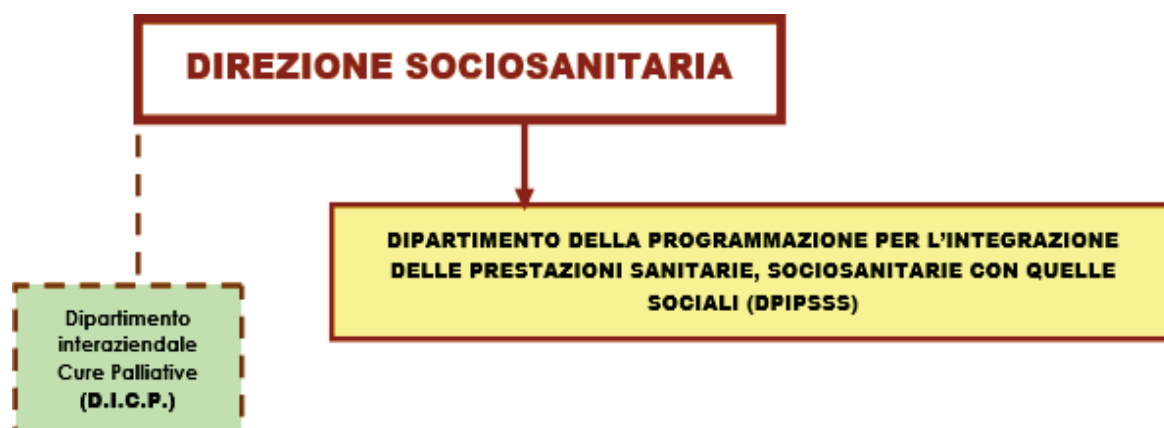 DIREZIONE SOCIOSANITARIA
DIPARTIMENTO DELLA PROGRAMMAZIONE PER L'INTEGRAZIONE
DELLE PRESTAZIONI SANITARIE, SOCIOSANITARIE CON QUELLE
SOCIALI (DPIPSSS)
Dipartimento
interaziendale
Cure Palliative
(D.I.C.P.)